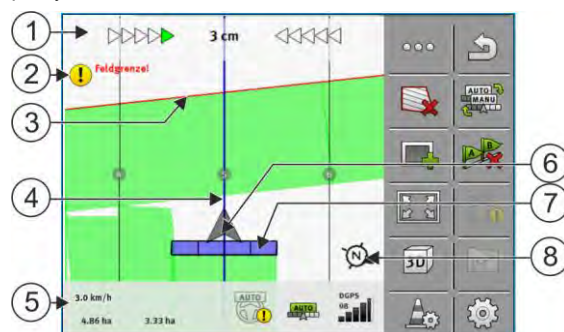 1
3 cm
2
Feldgrenze!
3
AUTO
MANU
A B
4
6
7
N
8
3D
5
3.0 km/h
AUTO
AUTO
DGPS
08
4.86 ha
3.33 ha